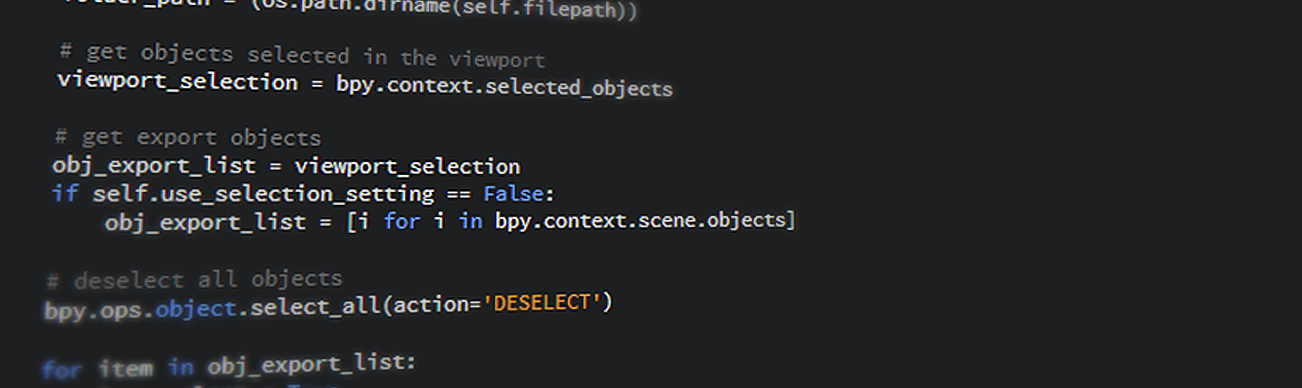 folder_path = (os.path.dirname(self.filepath))
# get objects selected in the viewport
viewport_selection = bpy.context.selected_objects
# get export objects
obj_export_list = viewport_selection
if self.use_selection_setting == False:
obj_export_list = [i for i in bpy.context.scene.objects]
# deselect all objects
bpy.ops.object.select_all(action='DESELECT')
for item in obj_export_list: